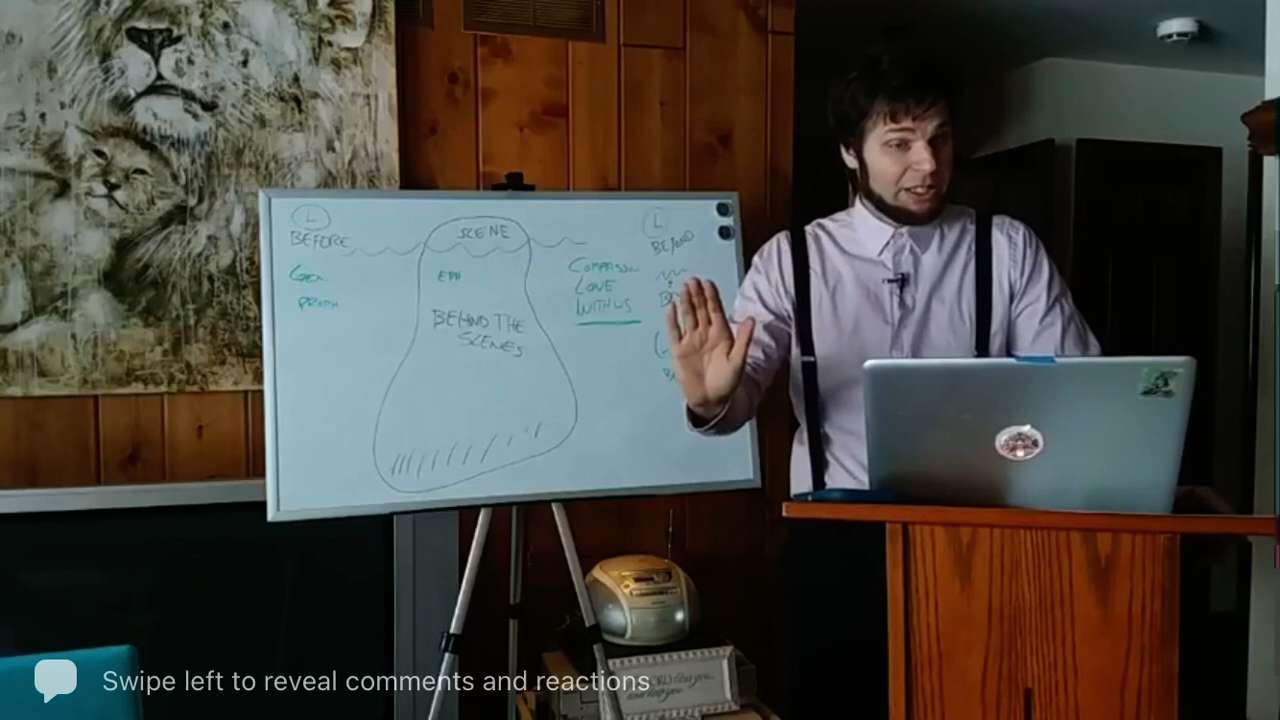 L
BEFORE
SCENE
L
BEYOND
GEN.
PROPH
EPH
BEHIND THE
SCENES
COMPASION
LOVE
WITH US
Swipe left to reveal comments and reactions